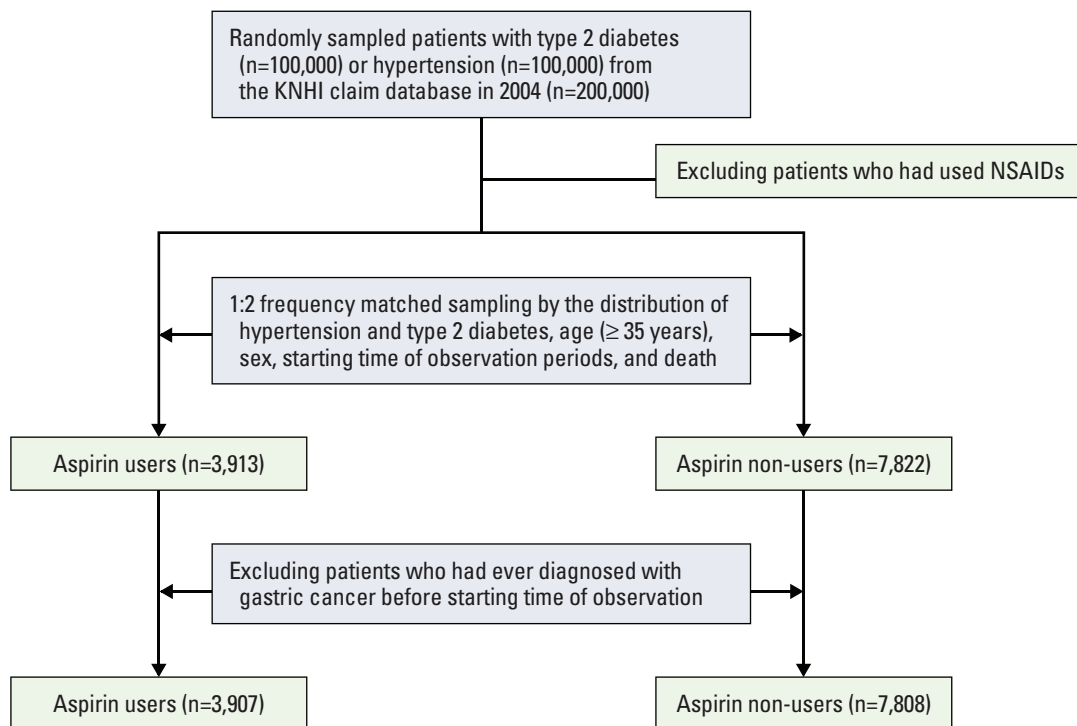 Randomly sampled patients with type 2 diabetes
(n=100,000) or hypertension (n=100,000) from
the KNHI claim database in 2004 (n=200,000)
Excluding patients who had used NSAIDs
1:2 frequency matched sampling by the distribution of
hypertension and type 2 diabetes, age (≥ 35 years),
sex, starting time of observation periods, and death
Aspirin users (n=3,913)
Aspirin non-users (n=7,822)
Excluding patients who had ever diagnosed with
gastric cancer before starting time of observation
Aspirin users (n=3,907)
Aspirin non-users (n=7,808)